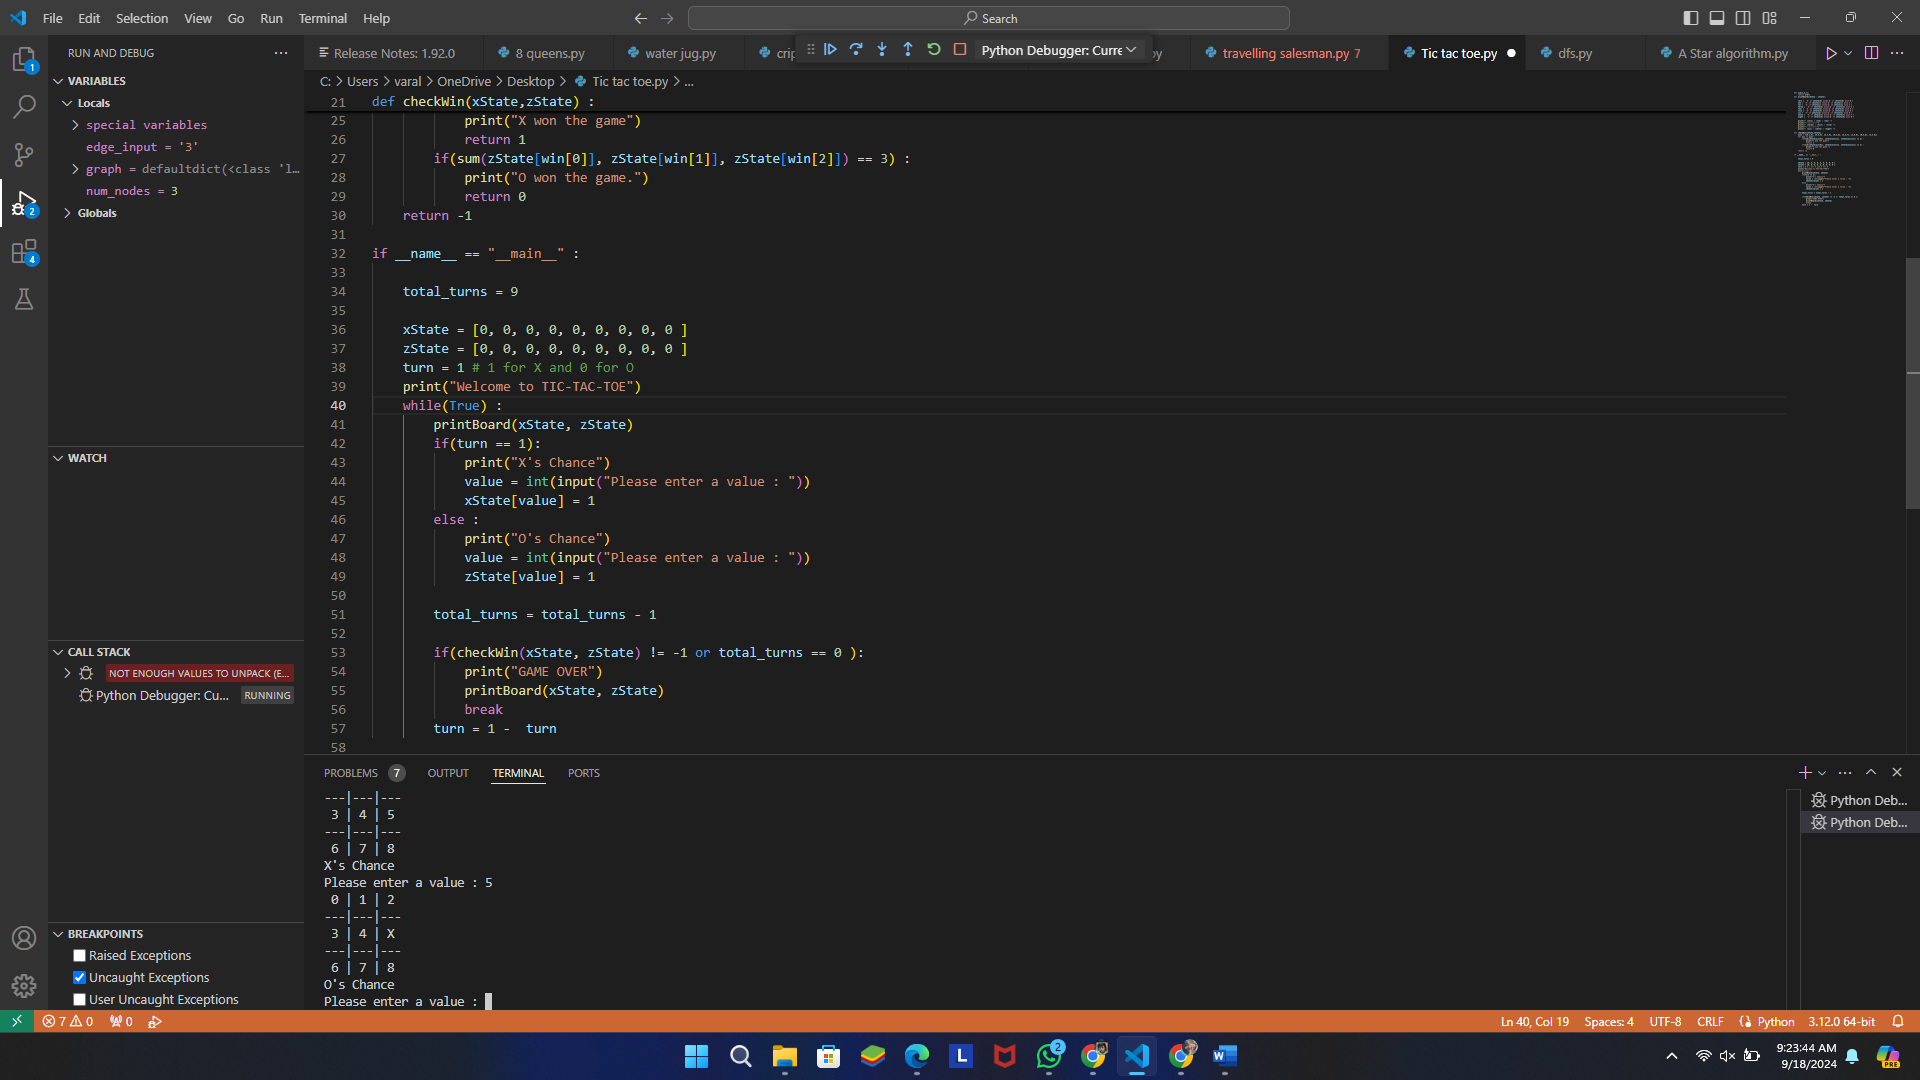 File Edit Selection View Go Run Terminal Help
Search
RUN AND DEBUG
Release Notes: 1.92.0
8 queens.py
water jug.py
Python Debugger: Curre
travelling salesman.py 7
Tic tac toe.py
dfs.py
A Star algorithm.py
C: > Users > varal > OneDrive > Desktop > Tic tac toe.py > ...
VARIABLES
Locals
special variables
edge_input = '3'
graph = defaultdict(<class 'l...
num_nodes = 3
Globals
WATCH
CALL STACK
NOT ENOUGH VALUES TO UNPACK (E...
Python Debugger: Cu... RUNNING
BREAKPOINTS
Raised Exceptions
Uncaught Exceptions
User Uncaught Exceptions
1
2
4
21 def checkWin(xState,zState) :
25 print("X won the game")
26 return 1
27 if(sum(zState[win[0]], zState[win[1]], zState[win[2]]) == 3) :
28 print("O won the game.")
29 return 0
30 return -1
31
32 if __name__ == "__main__" :
33
34 total_turns = 9
35
36 xState = [0, 0, 0, 0, 0, 0, 0, 0, 0 ]
37 zState = [0, 0, 0, 0, 0, 0, 0, 0, 0 ]
38 turn = 1 # 1 for X and 0 for O
39 print("Welcome to TIC-TAC-TOE")
40 while(True) :
41 printBoard(xState, zState)
42 if(turn == 1):
43 print("X's Chance")
44 value = int(input("Please enter a value : "))
45 xState[value] = 1
46 else :
47 print("O's Chance")
48 value = int(input("Please enter a value : "))
49 zState[value] = 1
50
51 total_turns = total_turns - 1
52
53 if(checkWin(xState, zState) != -1 or total_turns == 0 ):
54 print("GAME OVER")
55 printBoard(xState, zState)
56 break
57 turn = 1 -  turn
58
PROBLEMS 7 OUTPUT TERMINAL PORTS
---|---|---
3 | 4 | 5
---|---|---
6 | 7 | 8
X's Chance
Please enter a value : 5
0 | 1 | 2
---|---|---
3 | 4 | X
---|---|---
6 | 7 | 8
O's Chance
Please enter a value :
Python Deb...
Python Deb...
7 0 0
Ln 40, Col 19 Spaces: 4 UTF-8 CRLF Python 3.12.0 64-bit
L
2
W
9:23:44 AM
9/18/2024
PRE